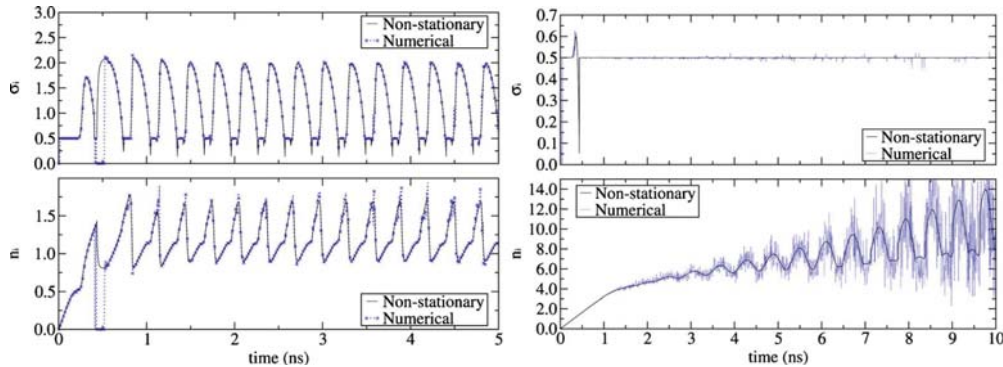 3.0
2.5
2.0
1.5
1.0
0.5
0.0
σᵢ
Non-stationary
Numerical
1.5
1.0
0.5
0.0
nᵢ
Non-stationary
Numerical
0 1 2 3 4 5
time (ns)
0.7
0.6
0.5
0.4
0.3
0.2
0.1
0.0
σᵢ
Non-stationary
Numerical
14.0
12.0
10.0
8.0
6.0
4.0
2.0
0.0
nᵢ
Non-stationary
Numerical
0 1 2 3 4 5 6 7 8 9 10
time (ns)